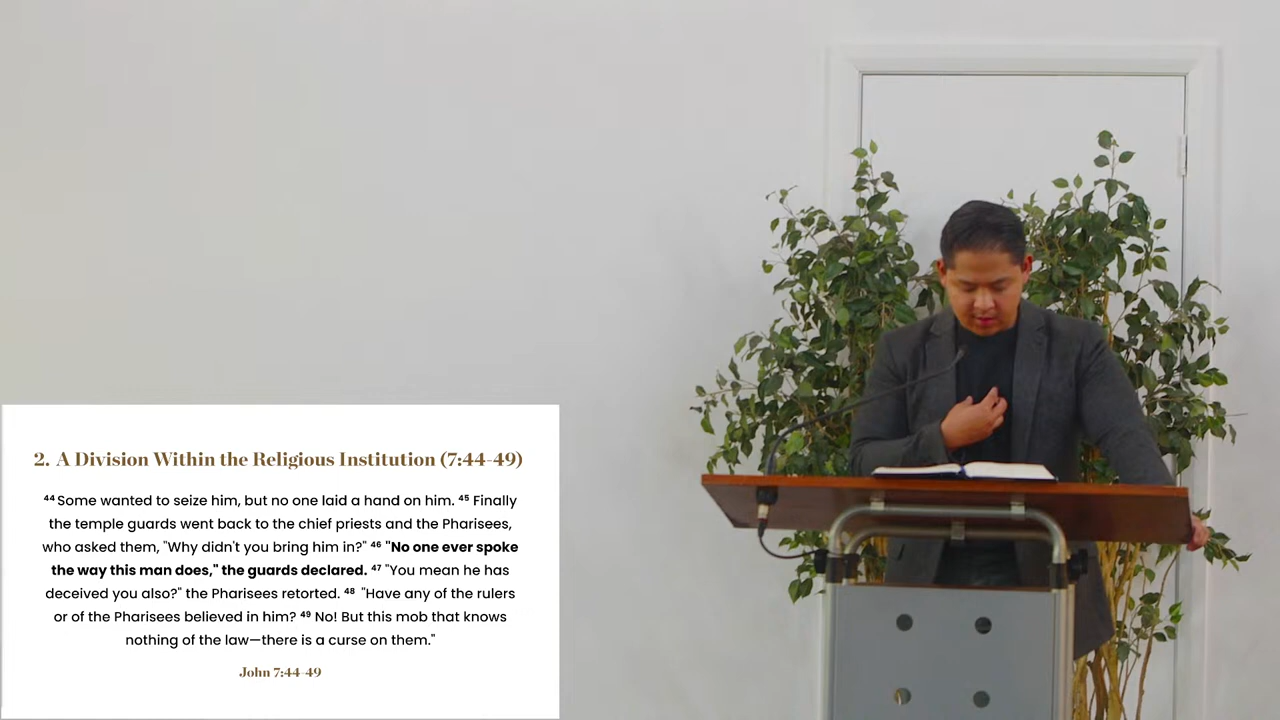 2. A Division Within the Religious Institution (7:44-49)
⁴⁴ Some wanted to seize him, but no one laid a hand on him. ⁴⁵ Finally
the temple guards went back to the chief priests and the Pharisees,
who asked them, "Why didn't you bring him in?" ⁴⁶ "No one ever spoke
the way this man does," the guards declared. ⁴⁷ "You mean he has
deceived you also?" the Pharisees retorted. ⁴⁸ "Have any of the rulers
or of the Pharisees believed in him? ⁴⁹ No! But this mob that knows
nothing of the law—there is a curse on them."
John 7:44-49